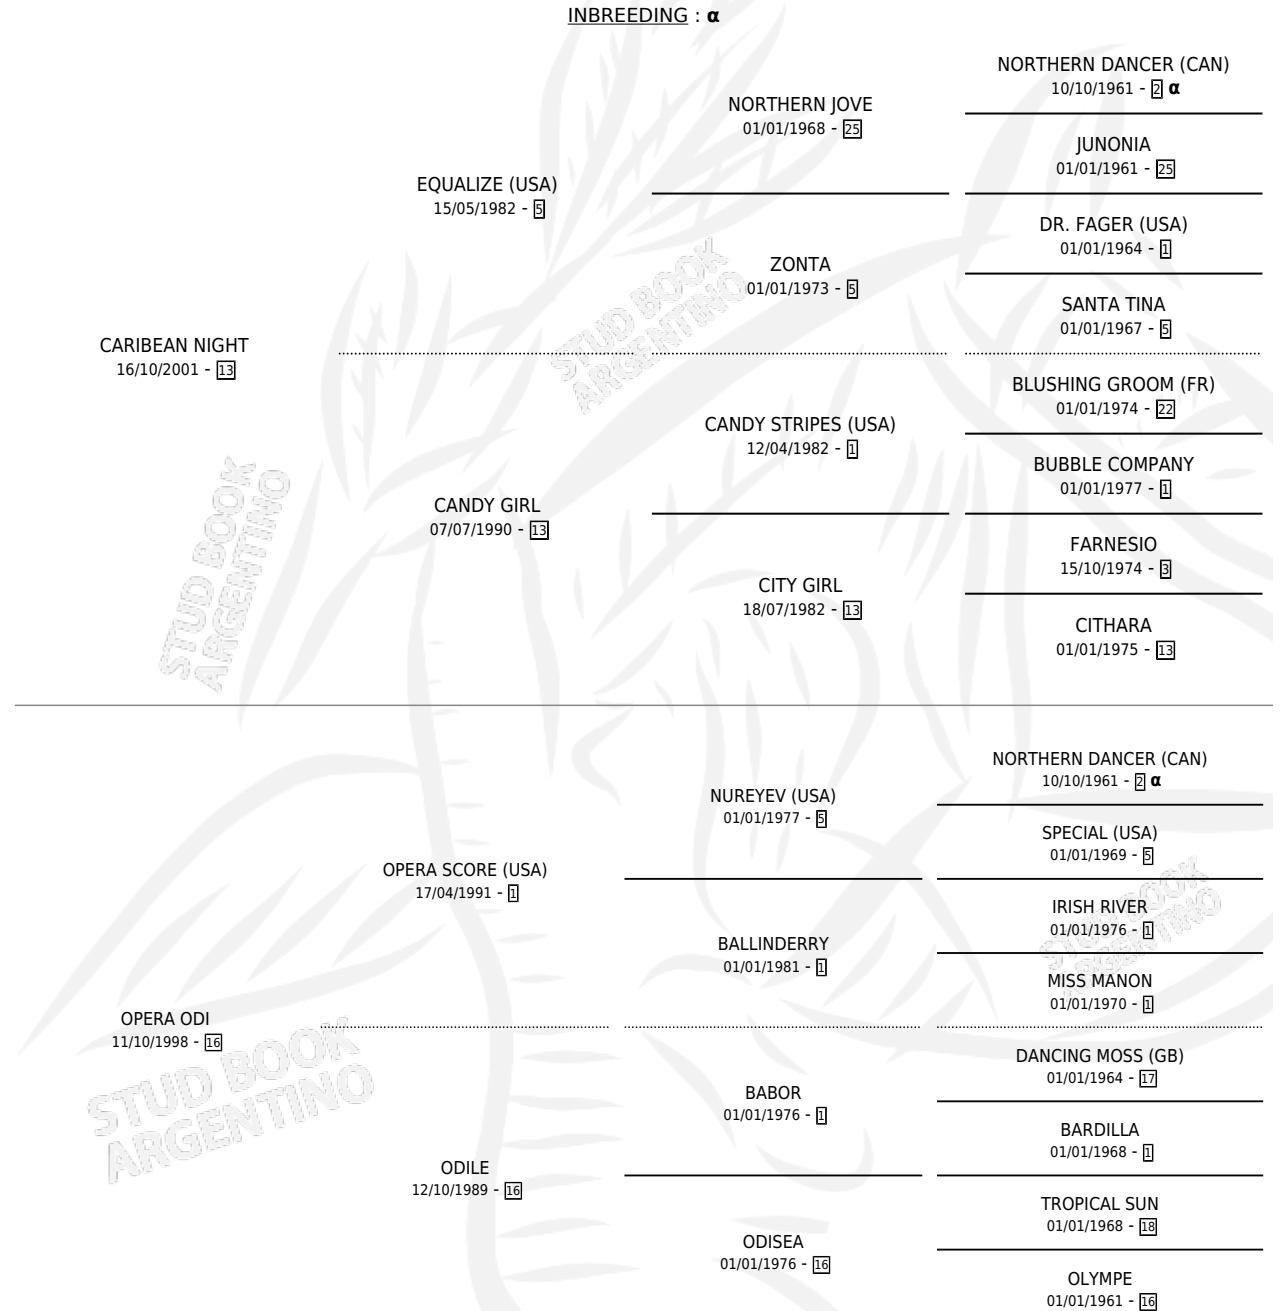 INBREEDING : α
NORTHERN DANCER (CAN)
10/10/1961 - 2 α
NORTHERN JOVE
01/01/1968 - 25
JUNONIA
01/01/1961 - 25
EQUALIZE (USA)
15/05/1982 - 5
DR. FAGER (USA)
01/01/1964 - 1
ZONTA
01/01/1973 - 5
SANTA TINA
01/01/1967 - 5
CARIBEAN NIGHT
16/10/2001 - 13
BLUSHING GROOM (FR)
01/01/1974 - 22
CANDY STRIPES (USA)
12/04/1982 - 1
BUBBLE COMPANY
01/01/1977 - 1
CANDY GIRL
07/07/1990 - 13
FARNESIO
15/10/1974 - 3
CITY GIRL
18/07/1982 - 13
CITHARA
01/01/1975 - 13
STUD BOOK
ARGENTINO
STUD BOOK
ARGENTINO
NORTHERN DANCER (CAN)
10/10/1961 - 2 α
NUREYEV (USA)
01/01/1977 - 5
SPECIAL (USA)
01/01/1969 - 5
OPERA SCORE (USA)
17/04/1991 - 1
IRISH RIVER
01/01/1976 - 1
BALLINDERRY
01/01/1981 - 1
MISS MANON
01/01/1970 - 1
OPERA ODI
11/10/1998 - 16
DANCING MOSS (GB)
01/01/1964 - 17
BABOR
01/01/1976 - 1
BARDILLA
01/01/1968 - 1
ODILE
12/10/1989 - 16
TROPICAL SUN
01/01/1968 - 18
ODISEA
01/01/1976 - 16
OLYMPE
01/01/1961 - 16
STUD BOOK
ARGENTINO
STUD BOOK
ARGENTINO